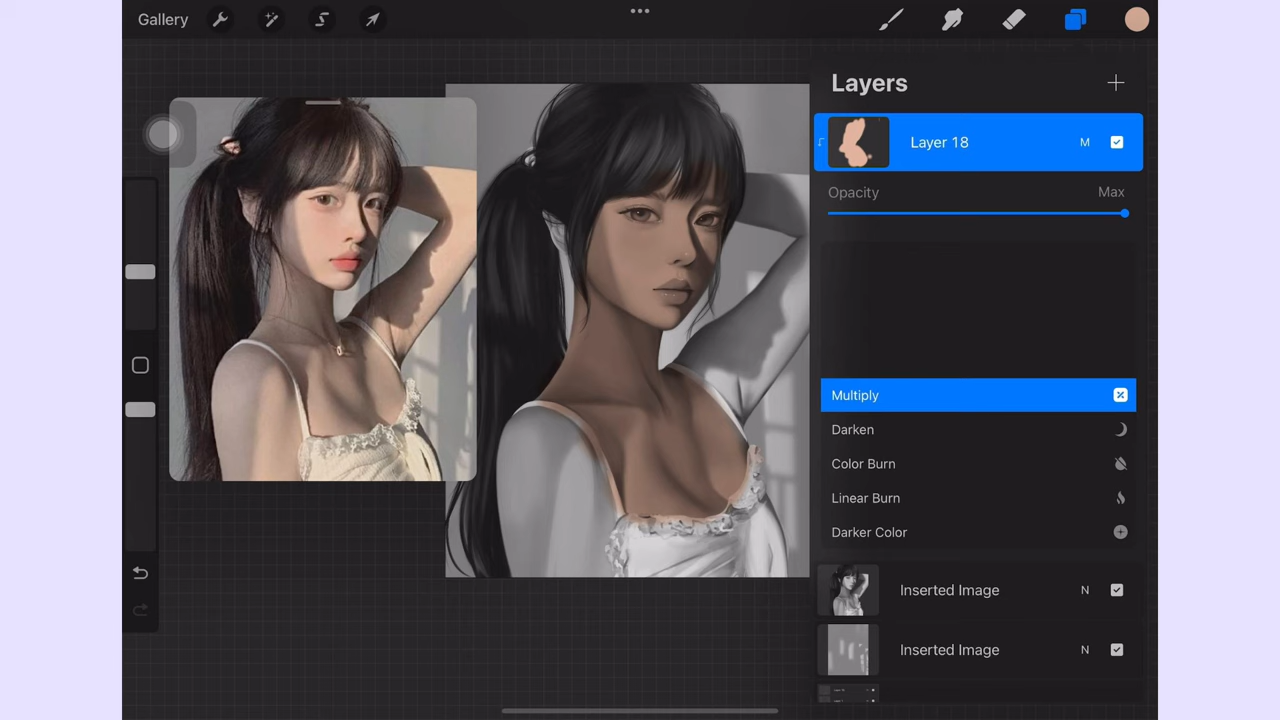 Gallery
Layers
Layer 18 M
Opacity Max
Multiply
Darken
Color Burn
Linear Burn
Darker Color
Inserted Image N
Inserted Image N